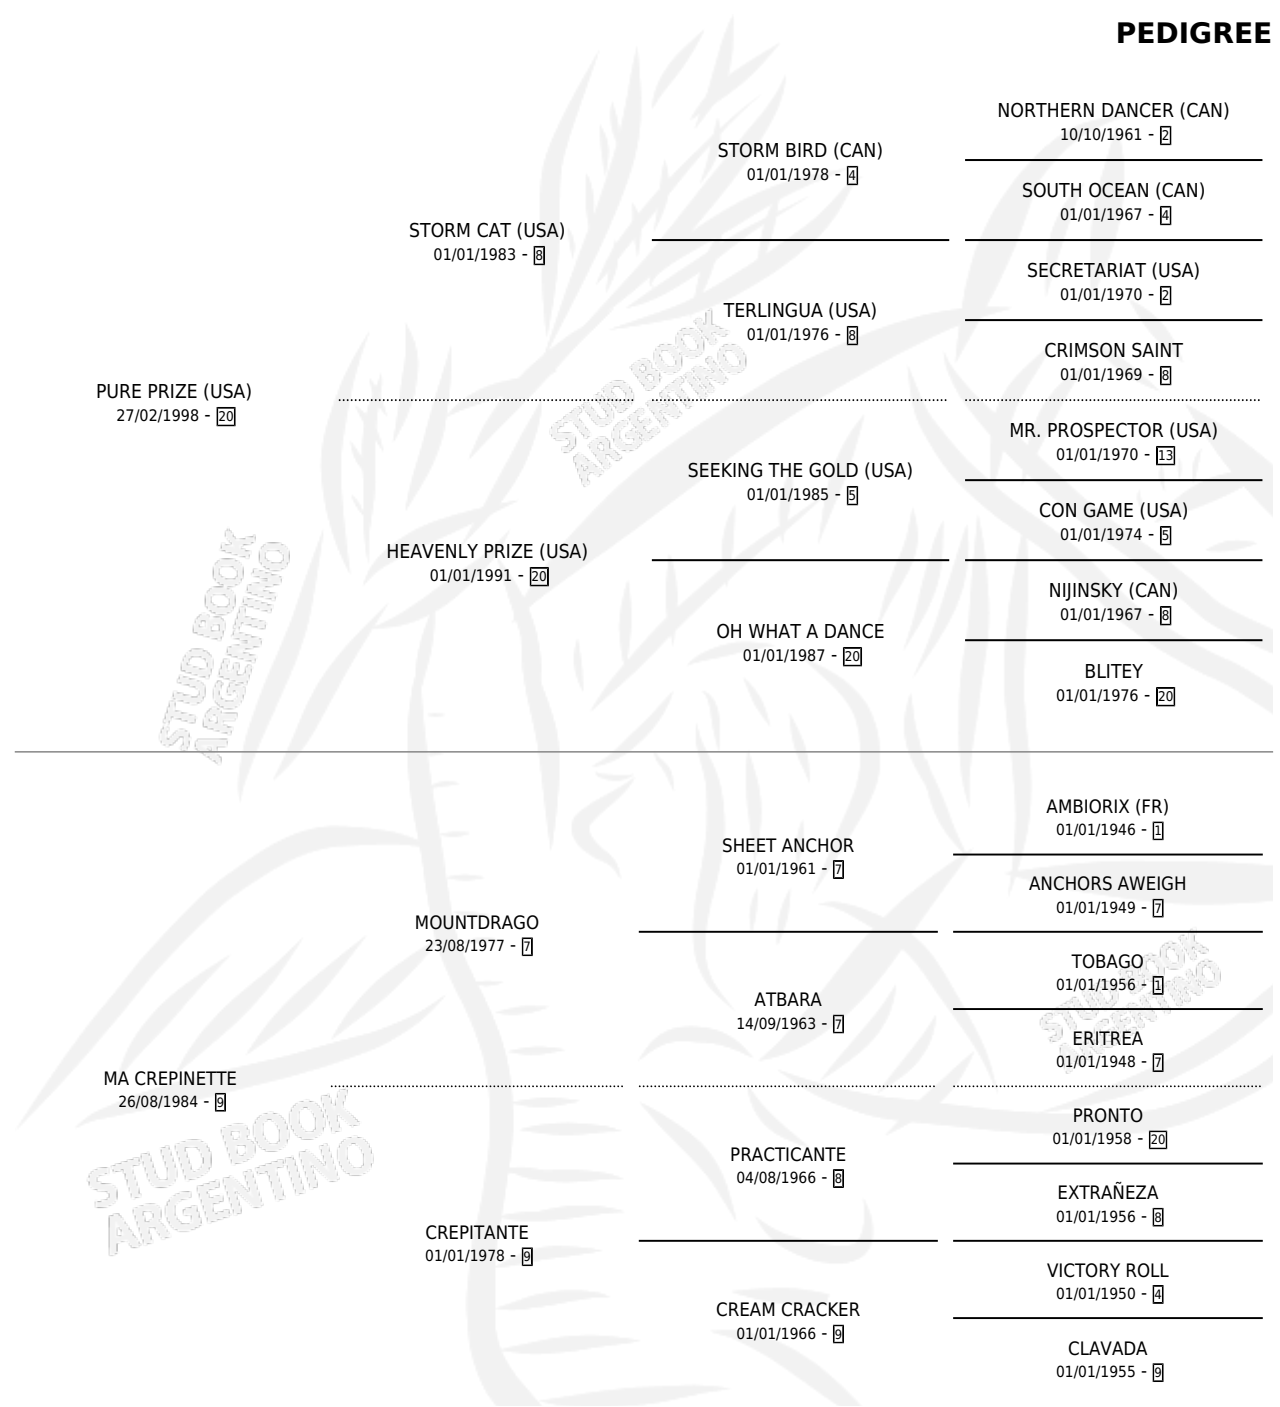 PEDIGREE
NORTHERN DANCER (CAN)
10/10/1961 - 2
STORM BIRD (CAN)
01/01/1978 - 4
SOUTH OCEAN (CAN)
01/01/1967 - 4
STORM CAT (USA)
01/01/1983 - 8
SECRETARIAT (USA)
01/01/1970 - 2
TERLINGUA (USA)
01/01/1976 - 8
CRIMSON SAINT
01/01/1969 - 8
PURE PRIZE (USA)
27/02/1998 - 20
MR. PROSPECTOR (USA)
01/01/1970 - 13
SEEKING THE GOLD (USA)
01/01/1985 - 5
CON GAME (USA)
01/01/1974 - 5
HEAVENLY PRIZE (USA)
01/01/1991 - 20
NIJINSKY (CAN)
01/01/1967 - 8
OH WHAT A DANCE
01/01/1987 - 20
BLITEY
01/01/1976 - 20
AMBIORIX (FR)
01/01/1946 - 1
SHEET ANCHOR
01/01/1961 - 7
ANCHORS AWEIGH
01/01/1949 - 7
MOUNTDRAGO
23/08/1977 - 7
TOBAGO
01/01/1956 - 1
ATBARA
14/09/1963 - 7
ERITREA
01/01/1948 - 7
MA CREPINETTE
26/08/1984 - 9
PRONTO
01/01/1958 - 20
PRACTICANTE
04/08/1966 - 8
EXTRAÑEZA
01/01/1956 - 8
CREPITANTE
01/01/1978 - 9
VICTORY ROLL
01/01/1950 - 4
CREAM CRACKER
01/01/1966 - 9
CLAVADA
01/01/1955 - 9
STUD BOOK
ARGENTINO
STUD BOOK
ARGENTINO
STUD BOOK
ARGENTINO
STUD BOOK
ARGENTINO